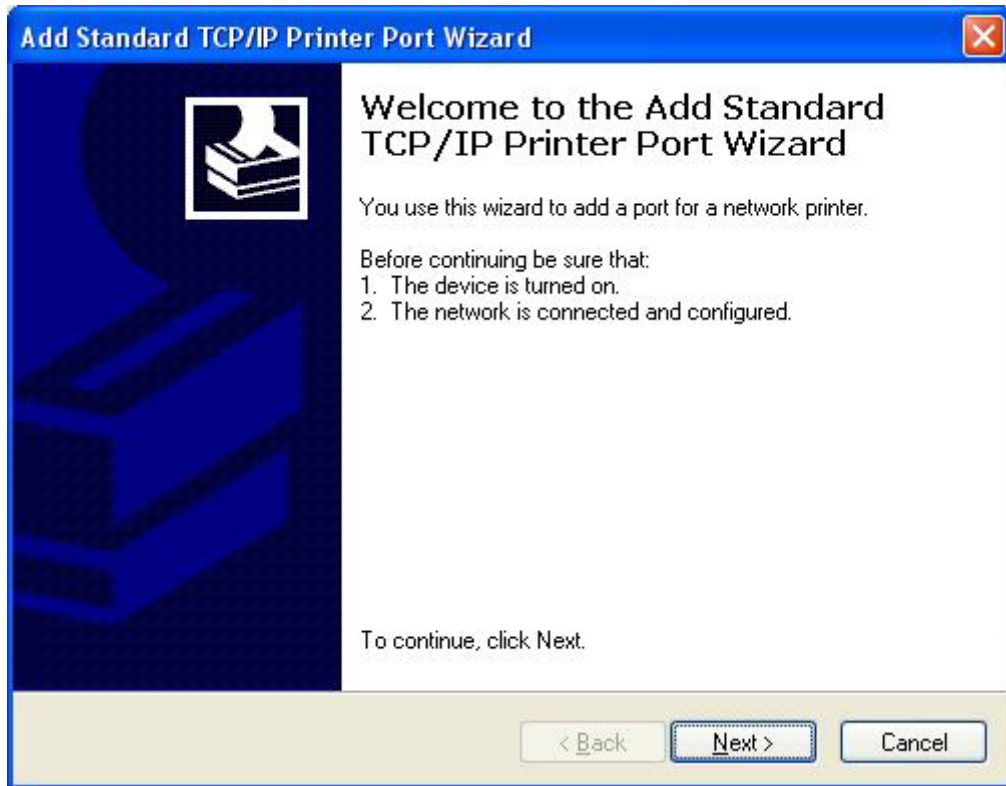 Add Standard TCP/IP Printer Port Wizard
Welcome to the Add Standard
TCP/IP Printer Port Wizard
You use this wizard to add a port for a network printer.
Before continuing be sure that:
1. The device is turned on.
2. The network is connected and configured.
To continue, click Next.
< Back
Next >
Cancel